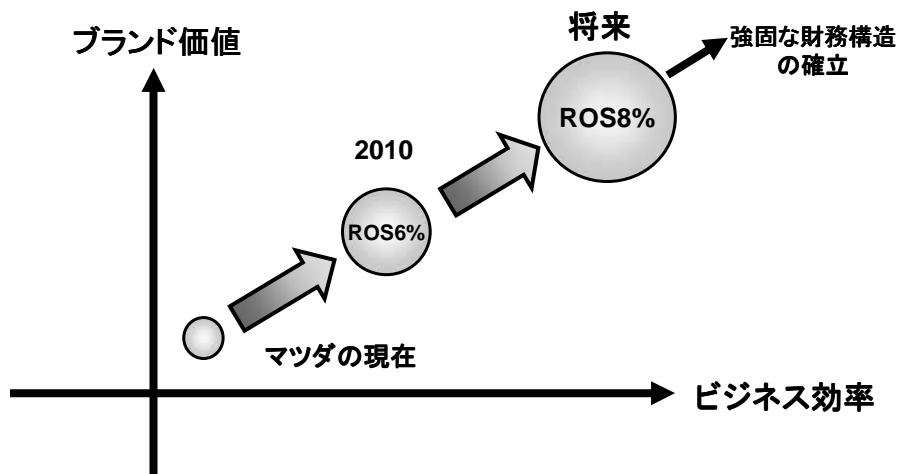 将来
ブランド価値
強固な財務構造
の確立
ROS8%
2010
ROS6%
マツダの現在
ビジネス効率